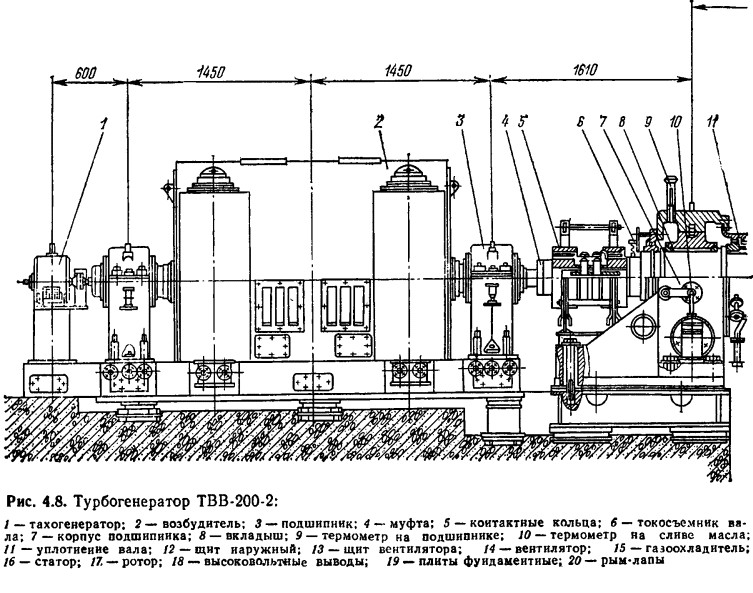 600 1450 1450 1610
1 2 3 4 5 6 7 8 9 10 11
Рис. 4.8. Турбогенератор ТВВ-200-2:
1 — тахогенератор; 2 — возбудитель; 3 — подшипник; 4 — муфта; 5 — контактные кольца; 6 — токосъемник ва-
ла; 7 — корпус подшипника; 8 — вкладыш; 9 — термометр на подшипнике; 10 — термометр на сливе масла;
11 — уплотнение вала; 12 — щит наружный; 13 — щит вентилятора; 14 — вентилятор; 15 — газоохладитель;
16 — статор; 17 — ротор; 18 — высоковольтные выводы; 19 — плиты фундаментные; 20 — рым-лапы